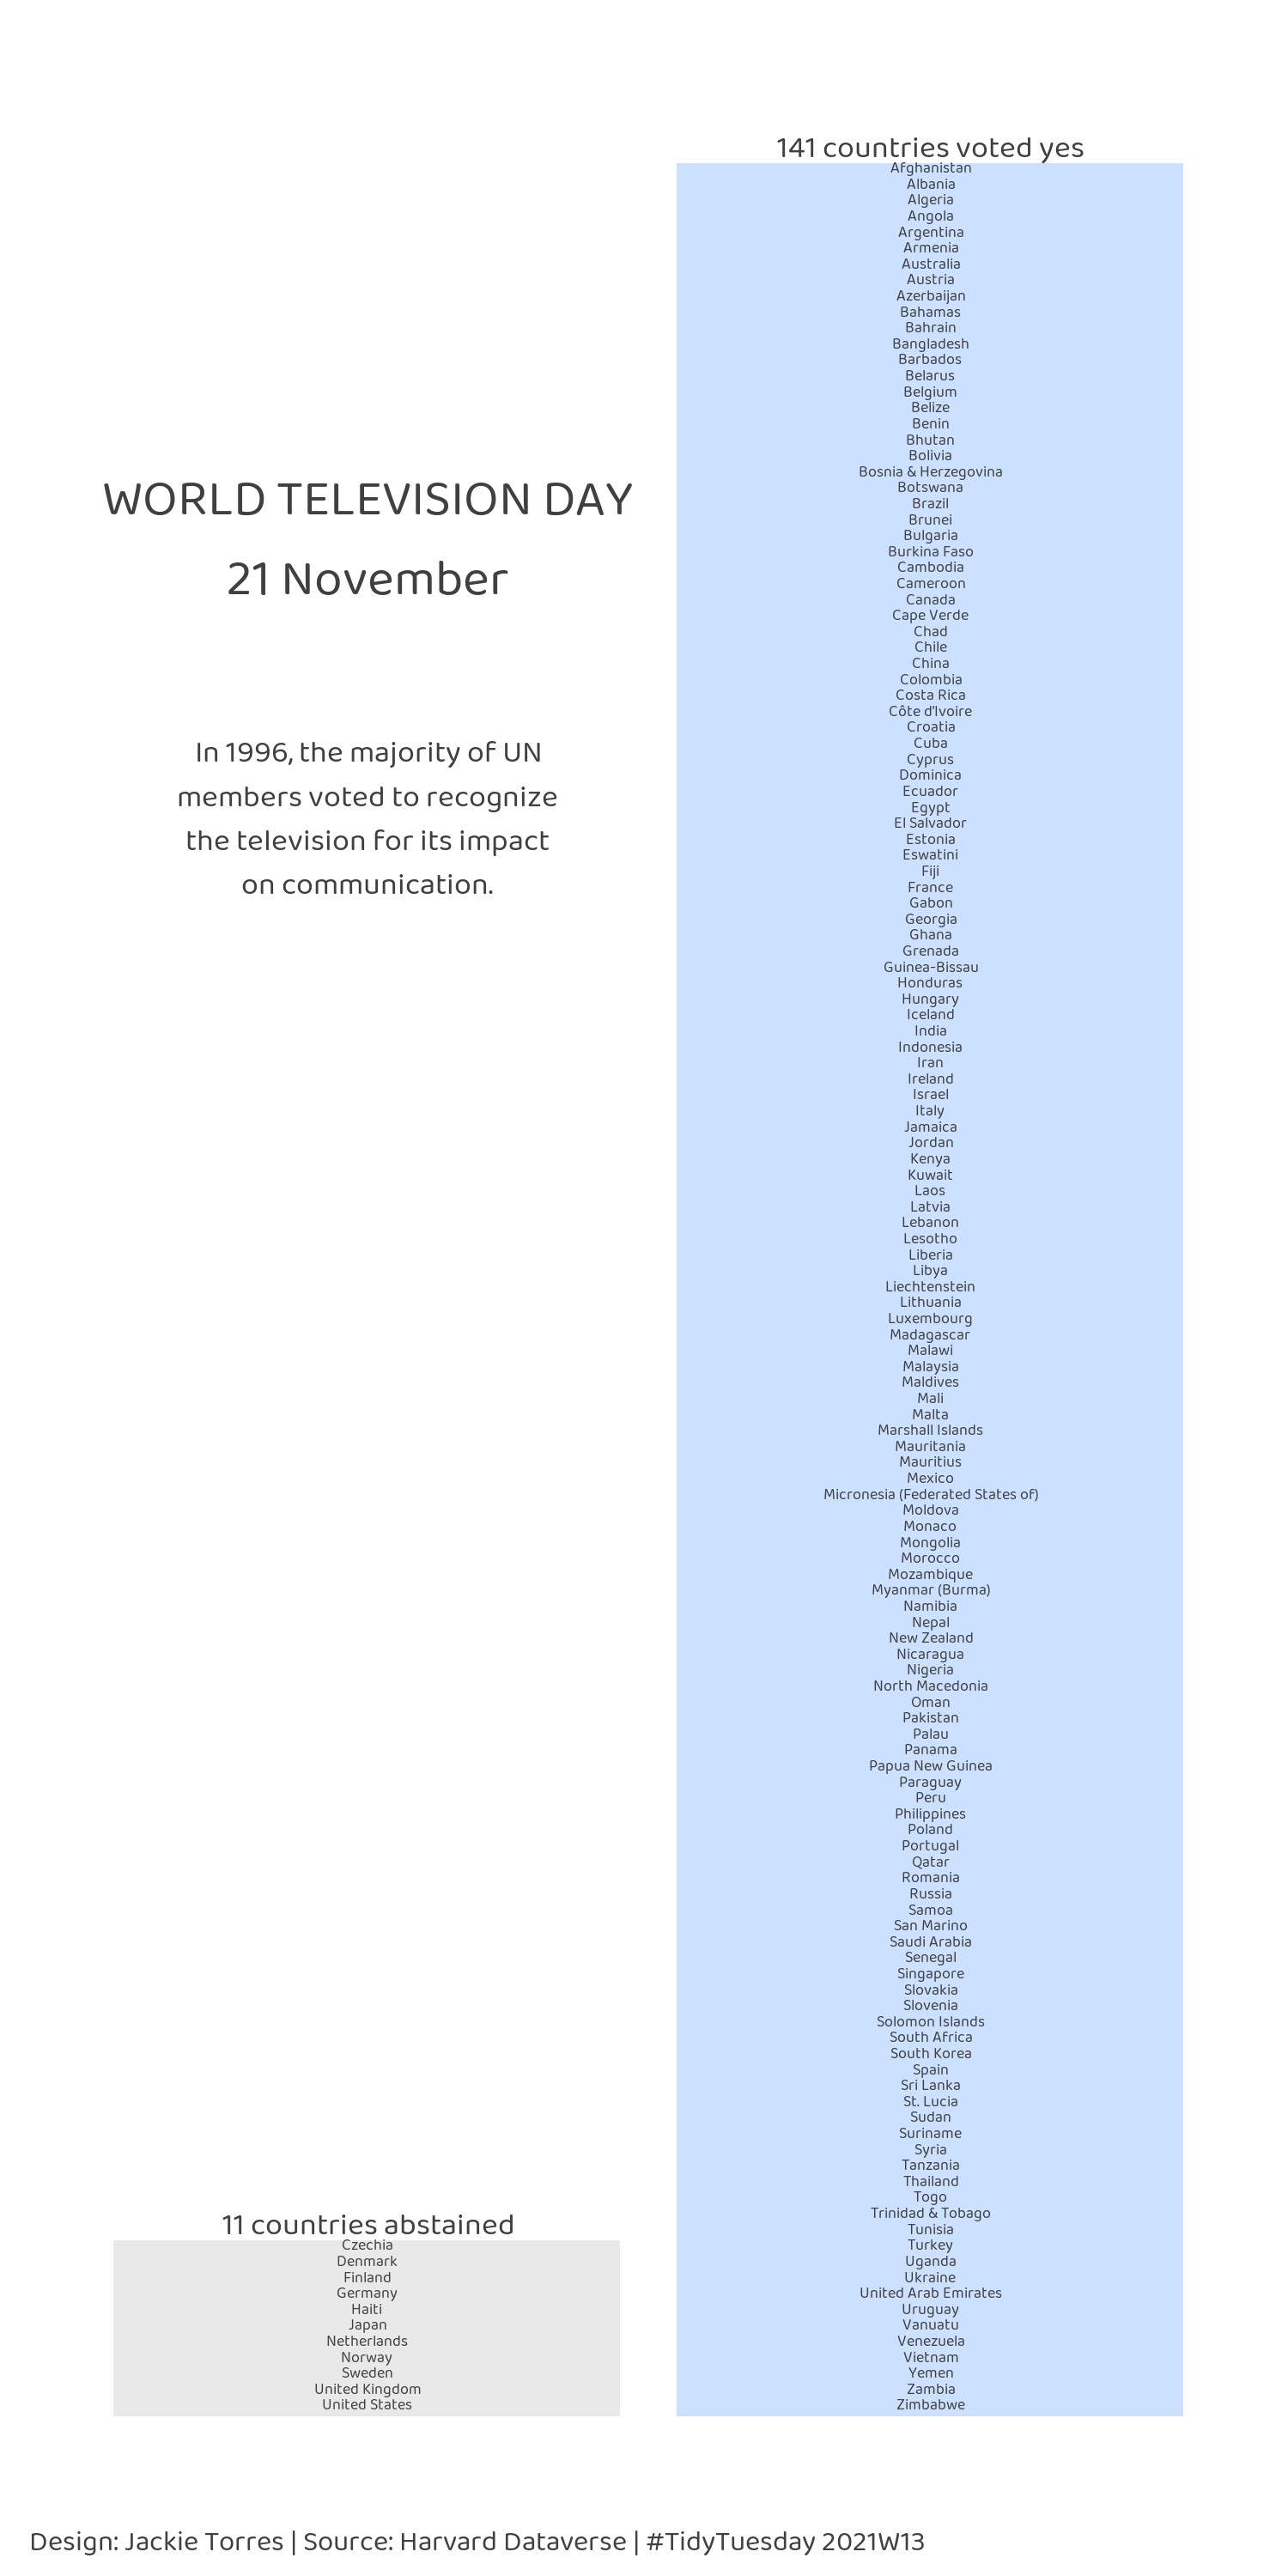 WORLD TELEVISION DAY
21 November
In 1996, the majority of UN
members voted to recognize
the television for its impact
on communication.
141 countries voted yes
Afghanistan
Albania
Algeria
Angola
Argentina
Armenia
Australia
Austria
Azerbaijan
Bahamas
Bahrain
Bangladesh
Barbados
Belarus
Belgium
Belize
Benin
Bhutan
Bolivia
Bosnia & Herzegovina
Botswana
Brazil
Brunei
Bulgaria
Burkina Faso
Cambodia
Cameroon
Canada
Cape Verde
Chad
Chile
China
Colombia
Costa Rica
Côte d'Ivoire
Croatia
Cuba
Cyprus
Dominica
Ecuador
Egypt
El Salvador
Estonia
Eswatini
Fiji
France
Gabon
Georgia
Ghana
Grenada
Guinea-Bissau
Honduras
Hungary
Iceland
India
Indonesia
Iran
Ireland
Israel
Italy
Jamaica
Jordan
Kenya
Kuwait
Laos
Latvia
Lebanon
Lesotho
Liberia
Libya
Liechtenstein
Lithuania
Luxembourg
Madagascar
Malawi
Malaysia
Maldives
Mali
Malta
Marshall Islands
Mauritania
Mauritius
Mexico
Micronesia (Federated States of)
Moldova
Monaco
Mongolia
Morocco
Mozambique
Myanmar (Burma)
Namibia
Nepal
New Zealand
Nicaragua
Nigeria
North Macedonia
Oman
Pakistan
Palau
Panama
Papua New Guinea
Paraguay
Peru
Philippines
Poland
Portugal
Qatar
Romania
Russia
Samoa
San Marino
Saudi Arabia
Senegal
Singapore
Slovakia
Slovenia
Solomon Islands
South Africa
South Korea
Spain
Sri Lanka
St. Lucia
Sudan
Suriname
Syria
Tanzania
Thailand
Togo
Trinidad & Tobago
Tunisia
Turkey
Uganda
Ukraine
United Arab Emirates
Uruguay
Vanuatu
Venezuela
Vietnam
Yemen
Zambia
Zimbabwe
11 countries abstained
Czechia
Denmark
Finland
Germany
Haiti
Japan
Netherlands
Norway
Sweden
United Kingdom
United States
Design: Jackie Torres | Source: Harvard Dataverse | #TidyTuesday 2021W13